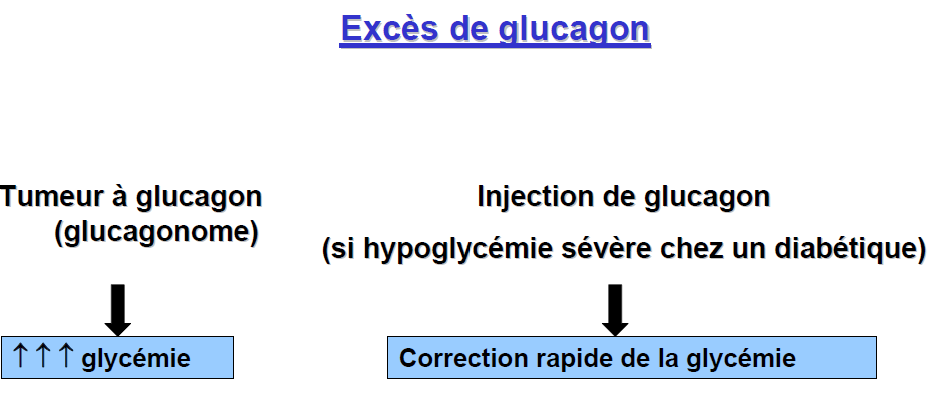 Excès de glucagon
Tumeur à glucagon
(glucagonome)
Injection de glucagon
(si hypoglycémie sévère chez un diabétique)
↑↑↑ glycémie
Correction rapide de la glycémie